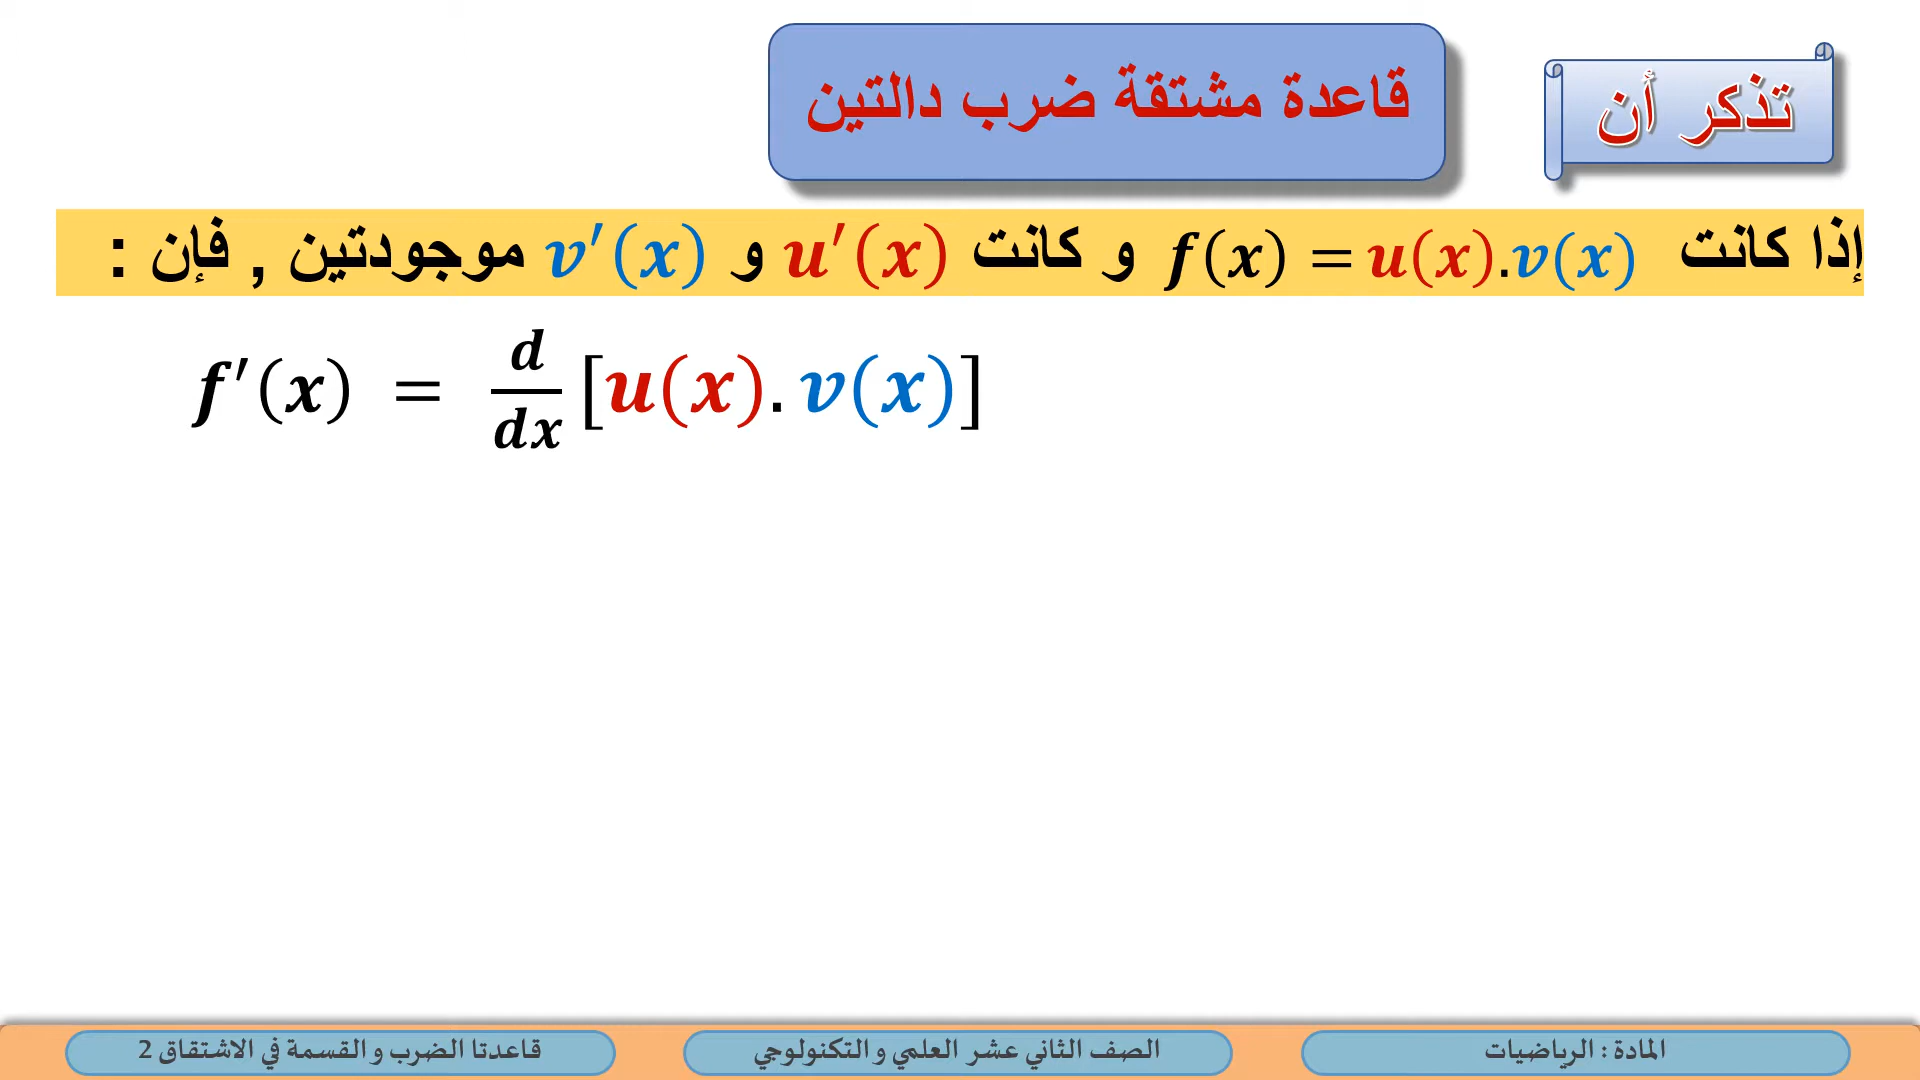 تذكر أن
قاعدة مشتقة ضرب دالتين
إذا كانت f(x) = u(x).v(x) و كانت u′(x) و v′(x) موجودتين , فإن :
f′(x) = d/dx [u(x). v(x)]
المادة : الرياضيات
الصف الثاني عشر العلمي و التكنولوجي
قاعدتا الضرب و القسمة في الاشتقاق 2